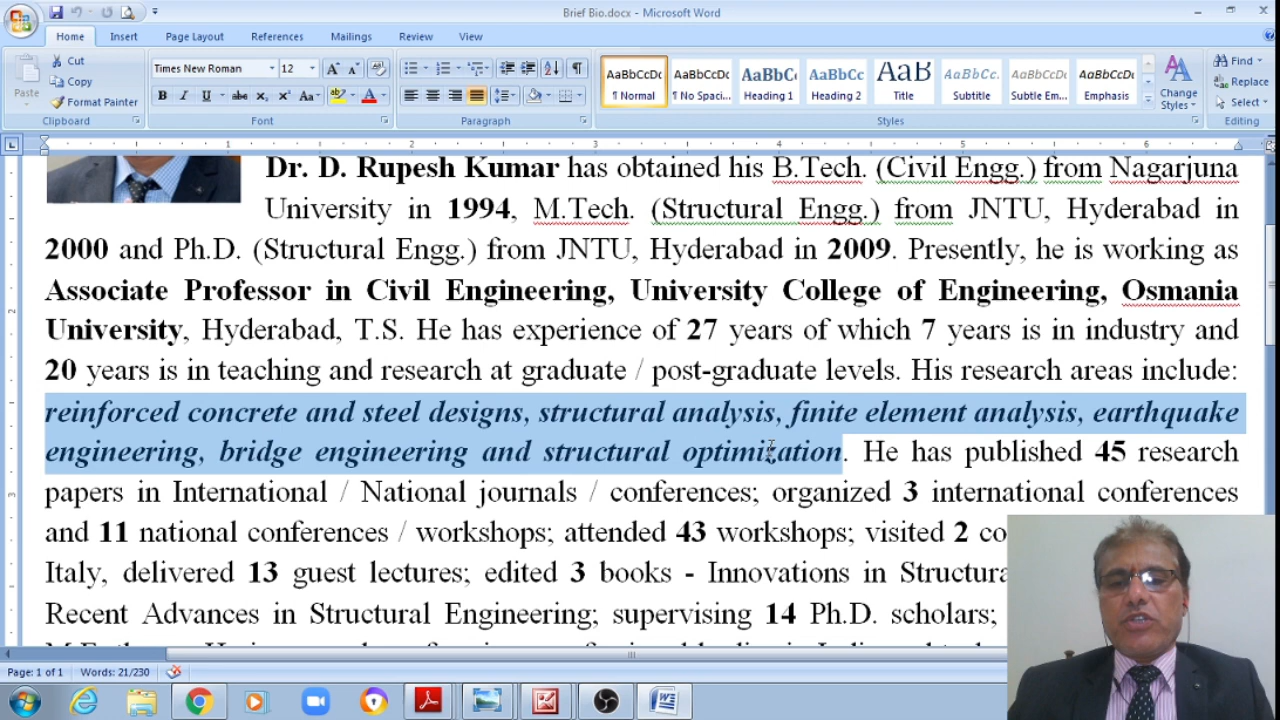 Brief Bio.docx - Microsoft Word
Home Insert Page Layout References Mailings Review View
Paste
Cut
Copy
Format Painter
Clipboard
Times New Roman 12
Font
Paragraph
AaBbCcDc AaBbCcDc AaBbC AaBbCc AaB AaBbCc. AaBbCcDc AaBbCcDc
¶ Normal ¶ No Spaci... Heading 1 Heading 2 Title Subtitle Subtle Em... Emphasis
Change Styles
Styles
Find
Replace
Select
Editing
Dr. D. Rupesh Kumar has obtained his B.Tech. (Civil Engg.) from Nagarjuna
University in 1994, M.Tech. (Structural Engg.) from JNTU, Hyderabad in
2000 and Ph.D. (Structural Engg.) from JNTU, Hyderabad in 2009. Presently, he is working as
Associate Professor in Civil Engineering, University College of Engineering, Osmania
University, Hyderabad, T.S. He has experience of 27 years of which 7 years is in industry and
20 years is in teaching and research at graduate / post-graduate levels. His research areas include:
reinforced concrete and steel designs, structural analysis, finite element analysis, earthquake
engineering, bridge engineering and structural optimization. He has published 45 research
papers in International / National journals / conferences; organized 3 international conferences
and 11 national conferences / workshops; attended 43 workshops; visited 2 co
Italy, delivered 13 guest lectures; edited 3 books - Innovations in Structura
Recent Advances in Structural Engineering; supervising 14 Ph.D. scholars;
Page: 1 of 1 Words: 21/230